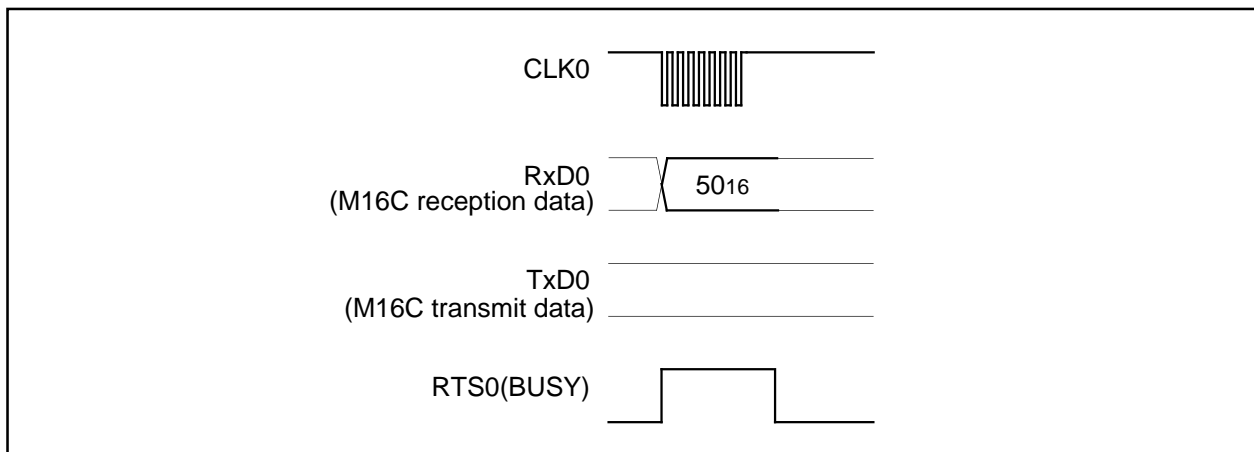 CLK0
RxD0
(M16C reception data)
5016
TxD0
(M16C transmit data)
RTS0(BUSY)